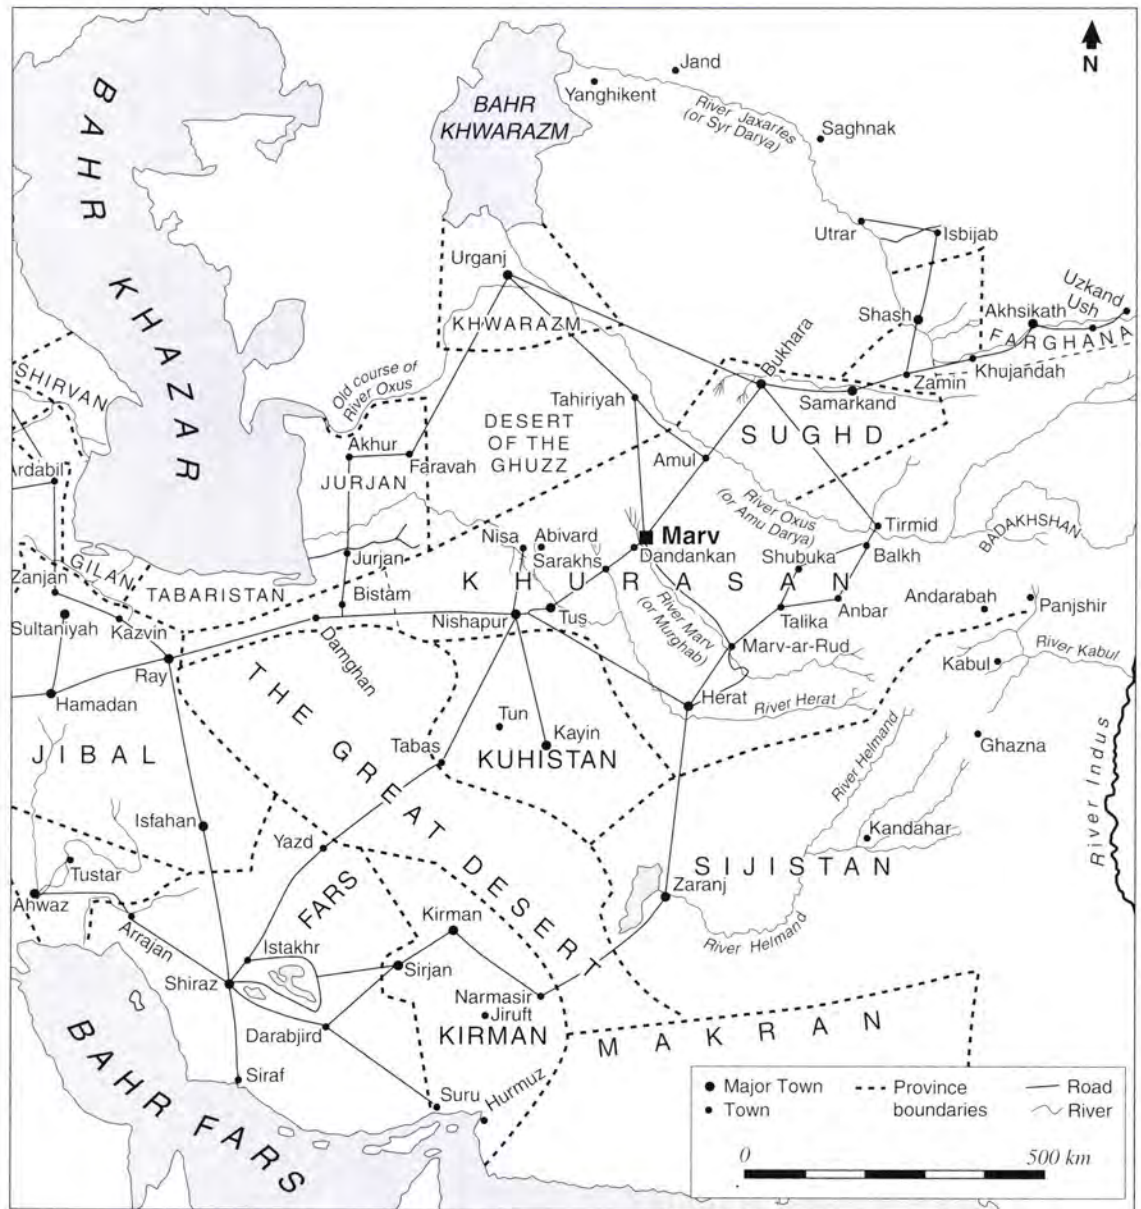 N
Jand
Yanghikent
BAHR
KHWARAZM
River Jaxartes
(or Syr Darya)
Saghnak
BAHR KHAZAR
Utrar
Isbijab
Urganj
Uzkand
Ush
Shash
Akhsikath
FARGHANA
KHWARAZM
Bukhara
Khujandah
Zamin
SHIRVAN
Old course of
River Oxus
Tahiriyah
Samarkand
DESERT
OF THE
GHUZZ
SUGHD
Akhur
Faravah
Amul
Ardabil
JURJAN
River Oxus
(or Amu Darya)
Tirmid
BADAKHSHAN
Marv
Nisa
Abivard
Dandankan
Shubuka
Balkh
Jurjan
Sarakhs
GILAN
Zanjan
KHURASAN
TABARISTAN
Bistam
Andarabah
Panjshir
Sultaniyah
Kazvin
Nishapur
Tus
River Marv
(or Murghab)
Talika
Anbar
Damghan
Marv-ar-Rud
Kabul
River Kabul
Ray
Hamadan
Herat
River Herat
THE GREAT DESERT
Tun
Kayin
JIBAL
Tabas
KUHISTAN
River Helmand
Ghazna
River Indus
Isfahan
Yazd
Kandahar
Tustar
SIJISTAN
Ahwaz
FARS
Zaranj
Arrajan
Kirman
River Helmand
Istakhr
Shiraz
Sirjan
Narmasir
Jiruft
Darabjird
KIRMAN
MAKRAN
BAHR FARS
Siraf
Suru
Hurmuz
Major Town
Town
Province
boundaries
Road
River
0 500 km